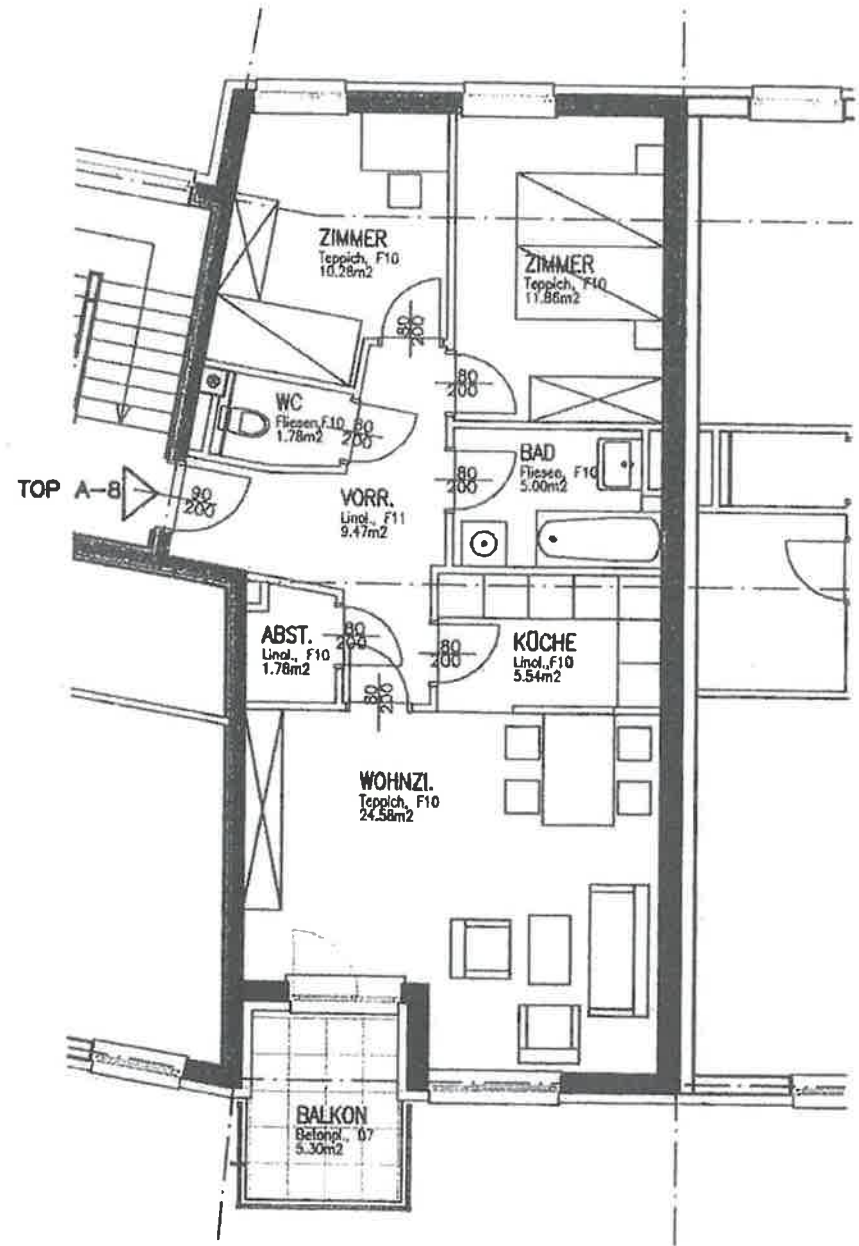 ZIMMER
Teppich, F10
10.28m2
ZIMMER
Teppich, F10
11.86m2
80
200
80
200
WC
Fliesen, F10
1.78m2
80
200
BAD
Fliesen, F10
5.00m2
80
200
TOP A-8
90
200
VORR.
Linol., F11
9.47m2
ABST.
Linol., F10
1.78m2
80
200
80
200
KÜCHE
Linol., F10
5.54m2
80
200
WOHNZI.
Teppich, F10
24.58m2
BALKON
Betonpl., 07
5.30m2